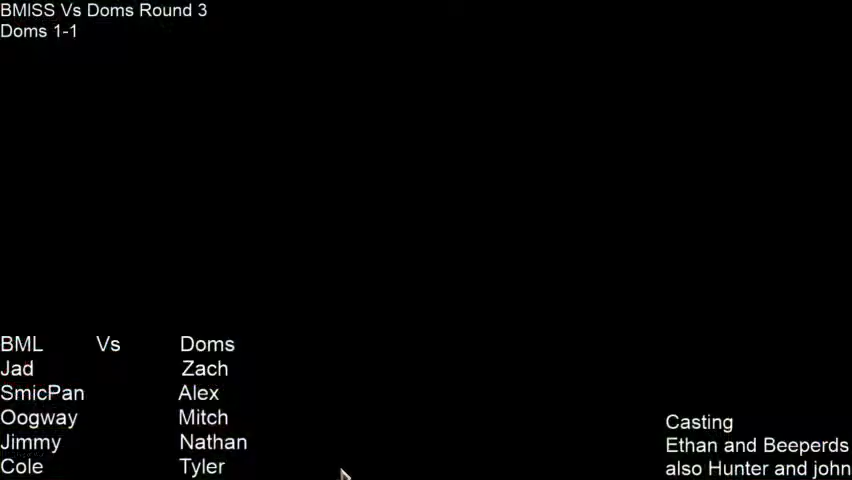 BMISS Vs Doms Round 3
Doms 1-1
BML Vs Doms
Jad Zach
SmicPan Alex
Oogway Mitch
Jimmy Nathan
Cole Tyler
Casting
Ethan and Beeperds
also Hunter and john